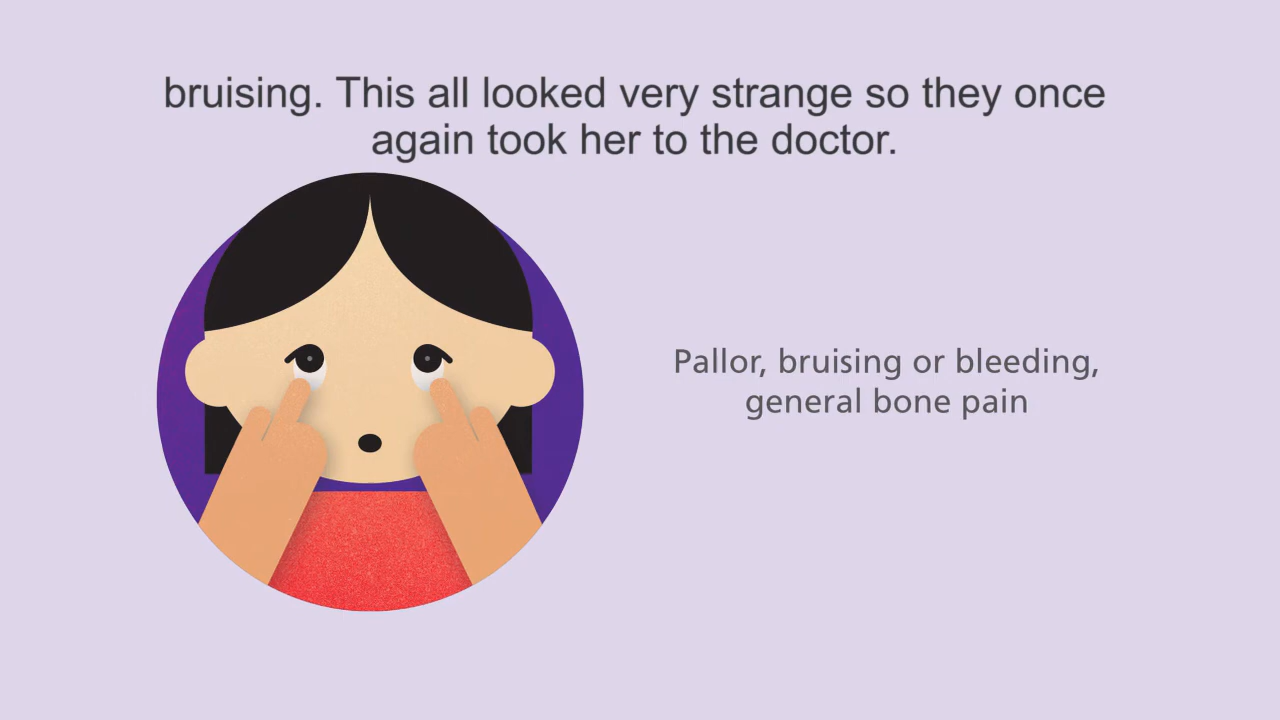 bruising. This all looked very strange so they once
again took her to the doctor.
Pallor, bruising or bleeding,
general bone pain